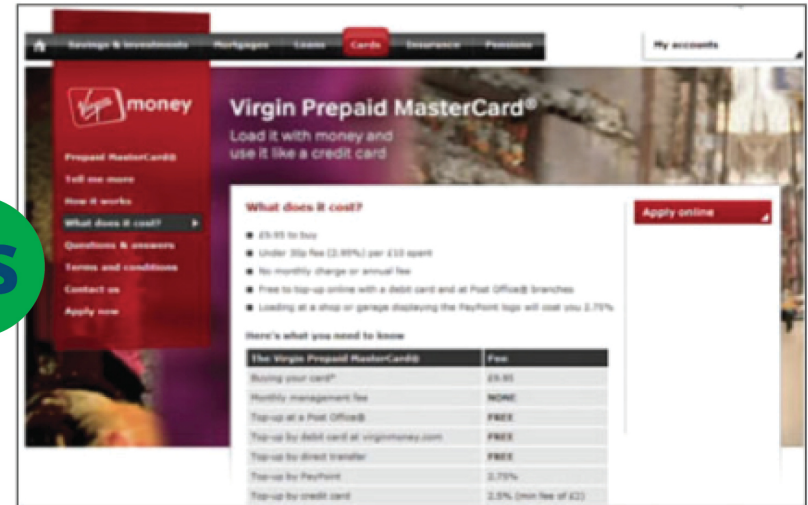 Savings & Investments Mortgages Loans Cards Insurance Pensions
My accounts
Virgin money
Virgin Prepaid MasterCard®
Load it with money and
use it like a credit card
Prepaid MasterCard®
Tell me more
How it works
What does it cost?
Questions & answers
Terms and conditions
Contact us
Apply now
s
What does it cost?
£9.95 to buy
Under 30p fee (2.95%) per £10 spent
No monthly charge or annual fee
Free to top-up online with a debit card and at Post Office® branches
Loading at a shop or garage displaying the PayPoint logo will cost you 2.75%
Apply online
Here's what you need to know
The Virgin Prepaid MasterCard® Fee
Buying your card* £9.95
Monthly management fee NONE
Top-up at a Post Office® FREE
Top-up by debit card at virginmoney.com FREE
Top-up by direct transfer FREE
Top-up by PayPoint 2.75%
Top-up by credit card 2.5% (min fee of £2)